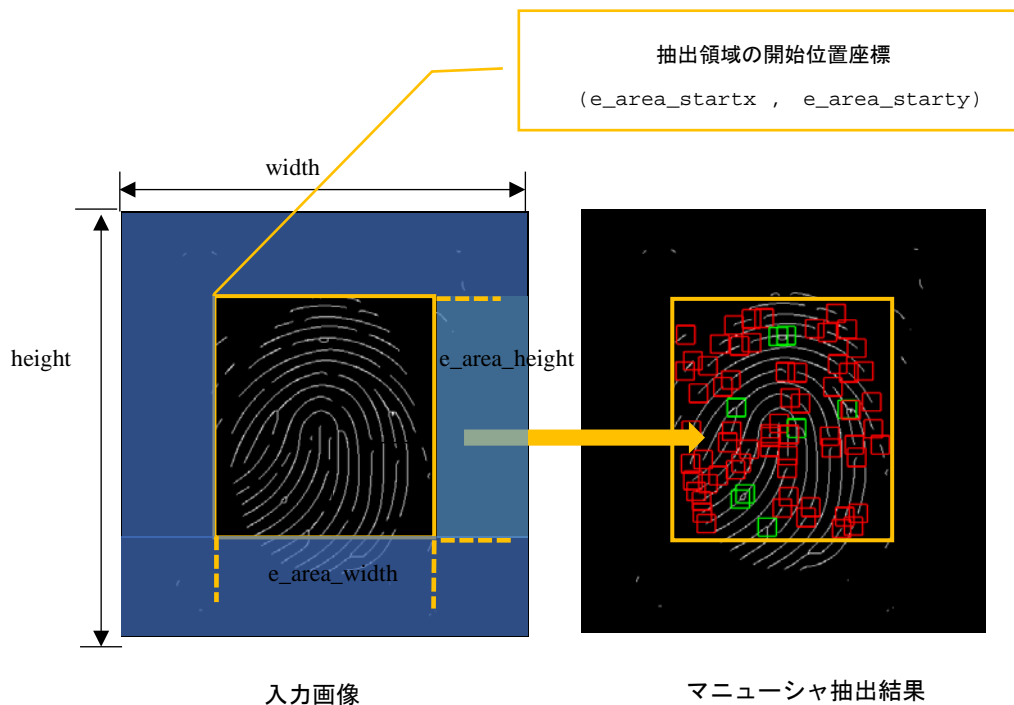 抽出領域の開始位置座標
(e_area_startx , e_area_starty)
width
height
e_area_height
e_area_width
入力画像
マニューシャ抽出結果